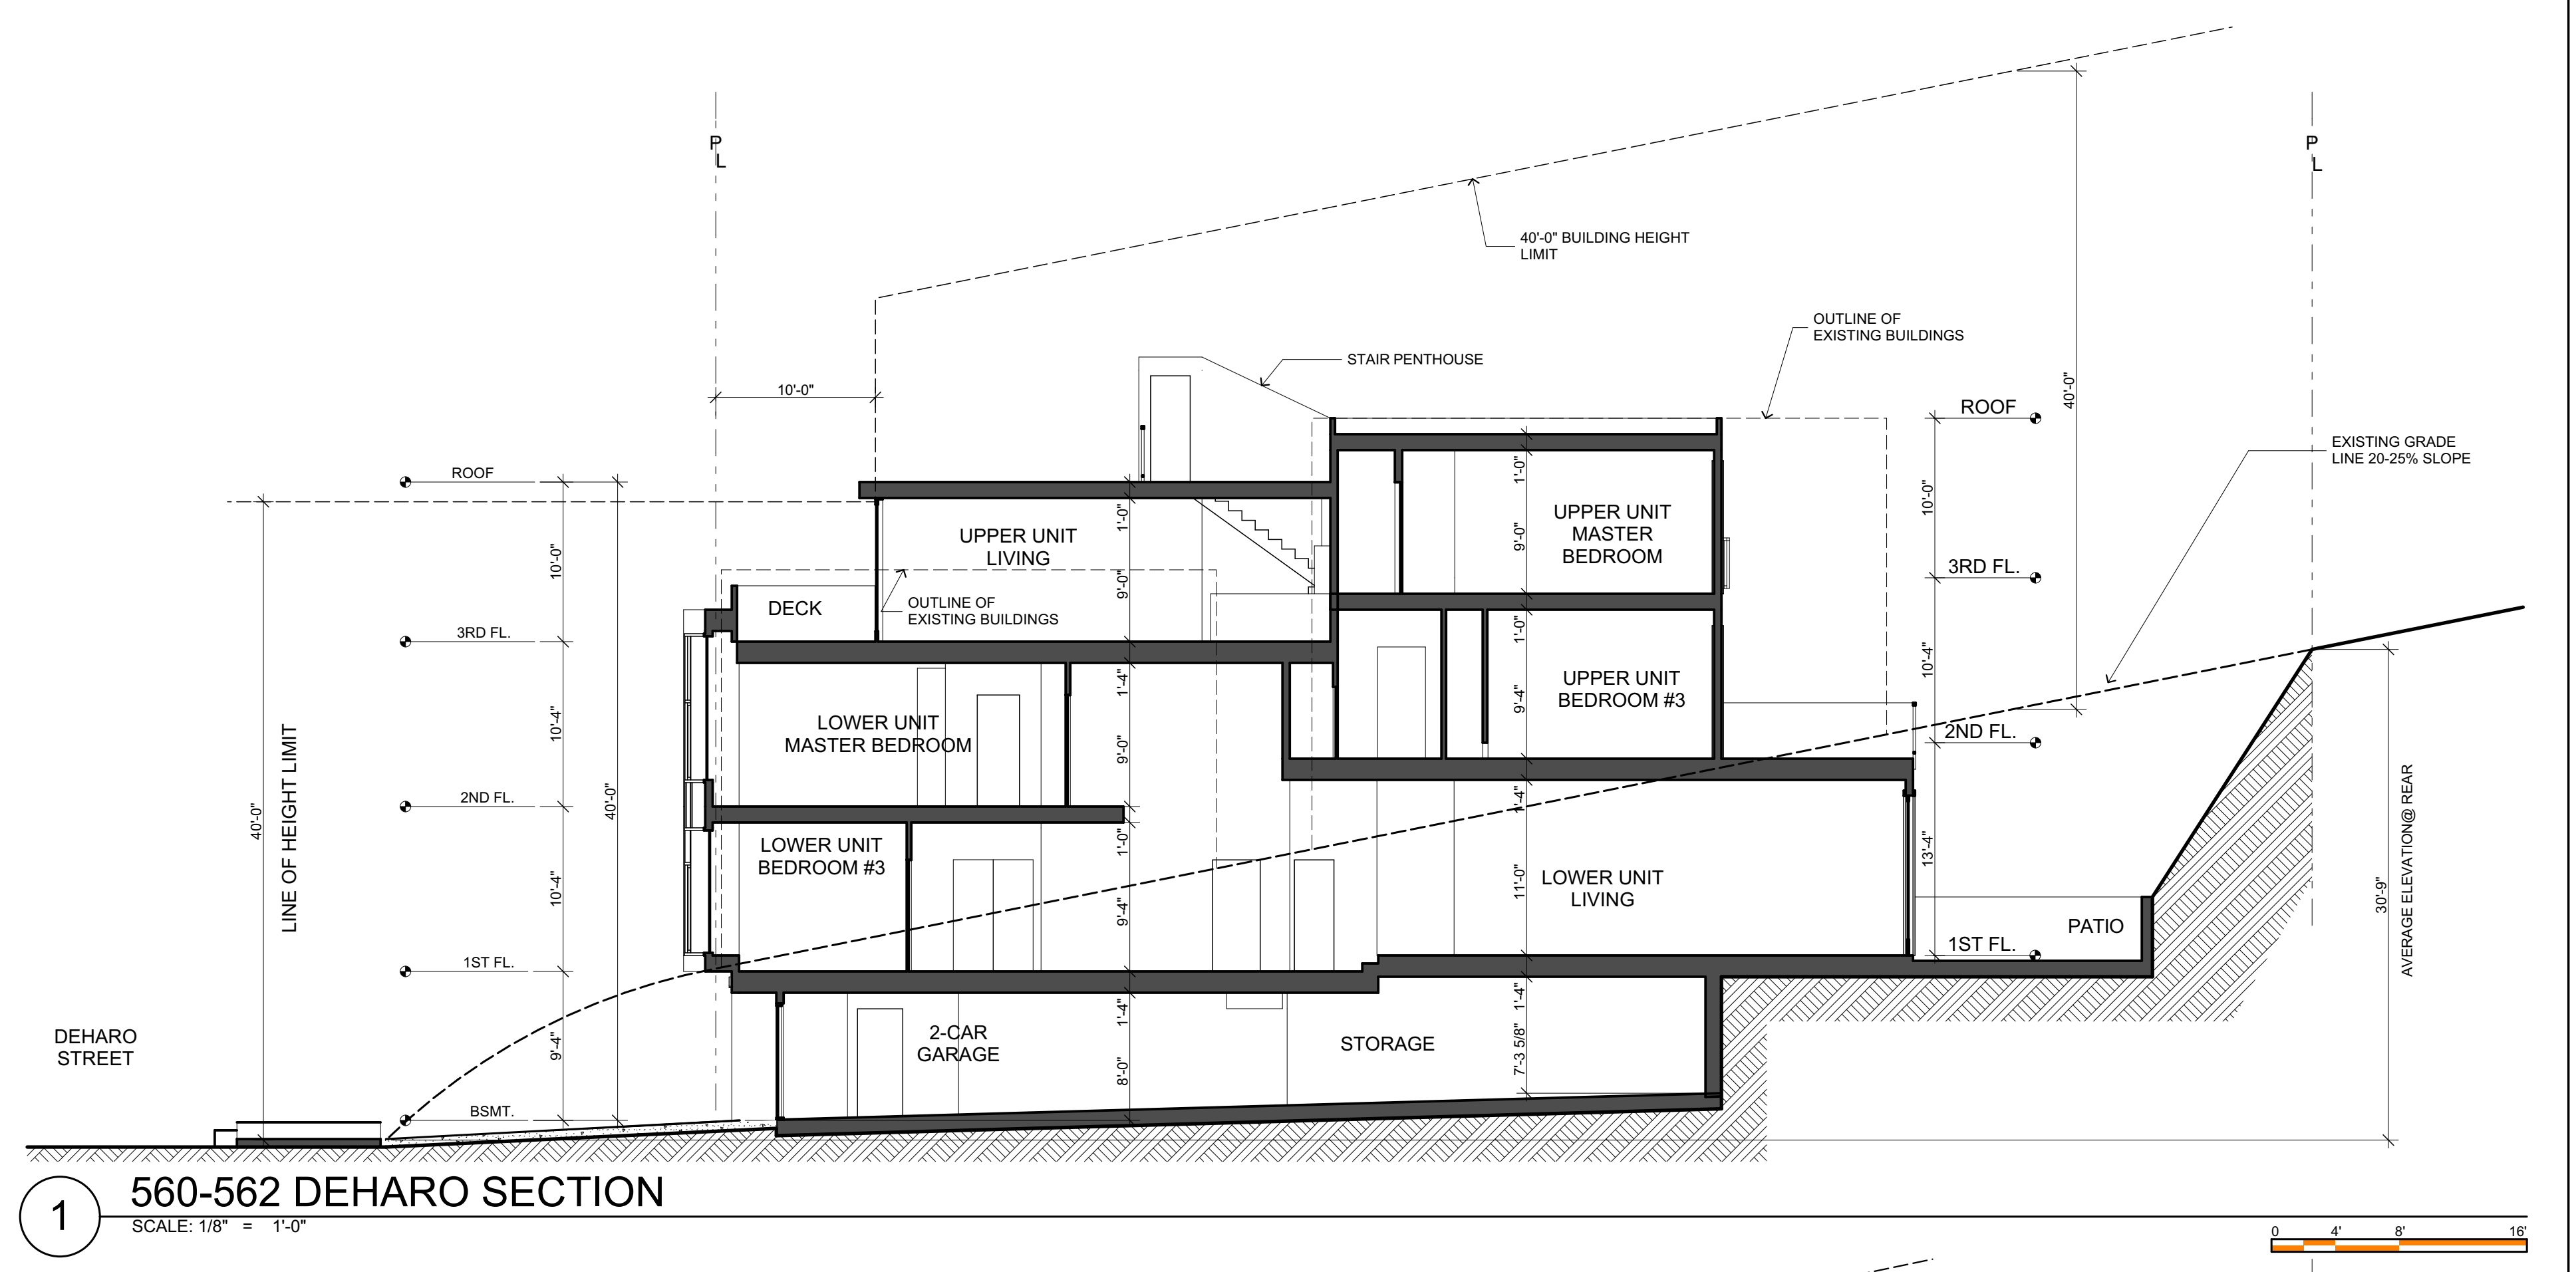 P
L
P
L
40'-0" BUILDING HEIGHT
LIMIT
OUTLINE OF
EXISTING BUILDINGS
STAIR PENTHOUSE
10'-0"
40'-0"
ROOF
EXISTING GRADE
LINE 20-25% SLOPE
ROOF
10'-0"
1'-0"
1'-0"
10'-0"
UPPER UNIT
LIVING
9'-0"
UPPER UNIT
MASTER
BEDROOM
9'-0"
3RD FL.
DECK
OUTLINE OF
EXISTING BUILDINGS
3RD FL.
1'-0"
1'-4"
10'-4"
UPPER UNIT
BEDROOM #3
9'-4"
10'-4"
LOWER UNIT
MASTER BEDROOM
9'-0"
2ND FL.
LINE OF HEIGHT LIMIT
40'-0"
40'-0"
2ND FL.
1'-4"
1'-0"
LOWER UNIT
BEDROOM #3
13'-4"
10'-4"
9'-4"
11'-0"
LOWER UNIT
LIVING
30'-9"
AVERAGE ELEVATION@ REAR
PATIO
1ST FL.
1ST FL.
1'-4"
1'-4"
DEHARO
STREET
9'-4"
2-CAR
GARAGE
8'-0"
STORAGE
7'-3 5/8"
BSMT.
1
560-562 DEHARO SECTION
SCALE: 1/8" = 1'-0"
0 4' 8' 16'